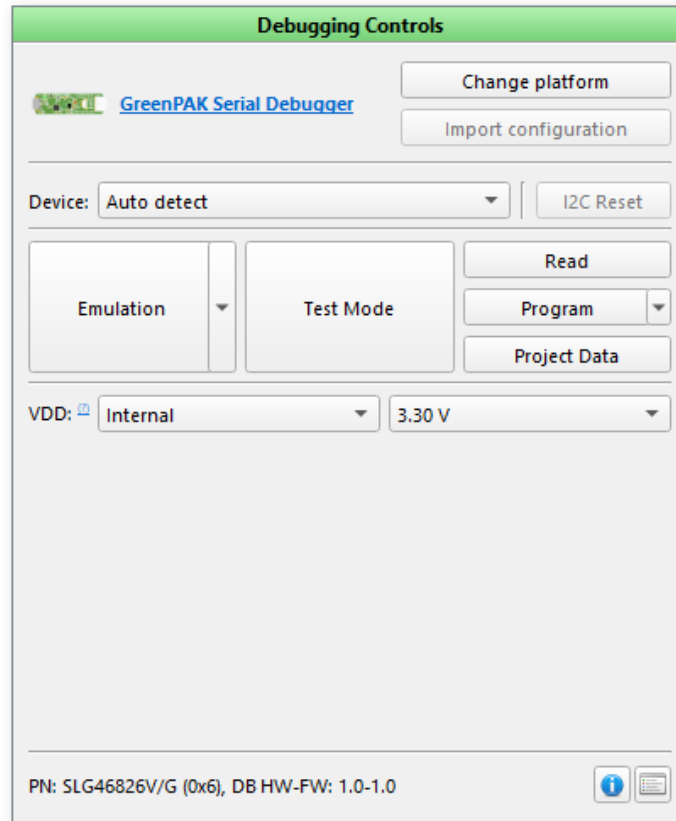 Debugging Controls
GreenPAK Serial Debugger
Change platform
Import configuration
Device: Auto detect
I2C Reset
Emulation
Test Mode
Read
Program
Project Data
VDD: Internal
3.30 V
PN: SLG46826V/G (0x6), DB HW-FW: 1.0-1.0